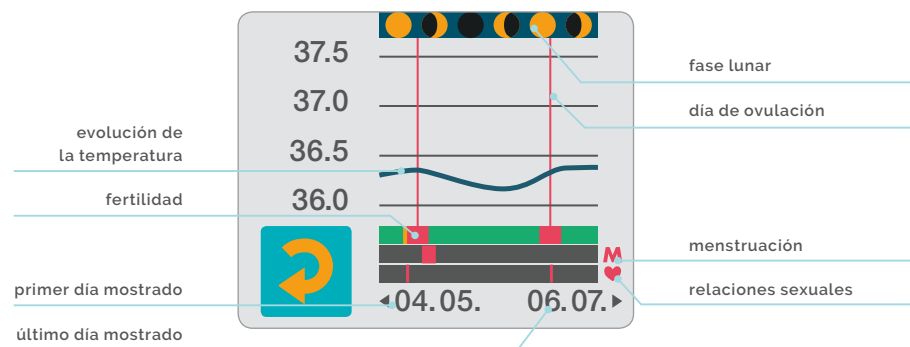 37.5
37.0
36.5
36.0
fase lunar
día de ovulación
evolución de
la temperatura
fertilidad
menstruación
M
relaciones sexuales
primer día mostrado
04.05.
06.07.
último día mostrado